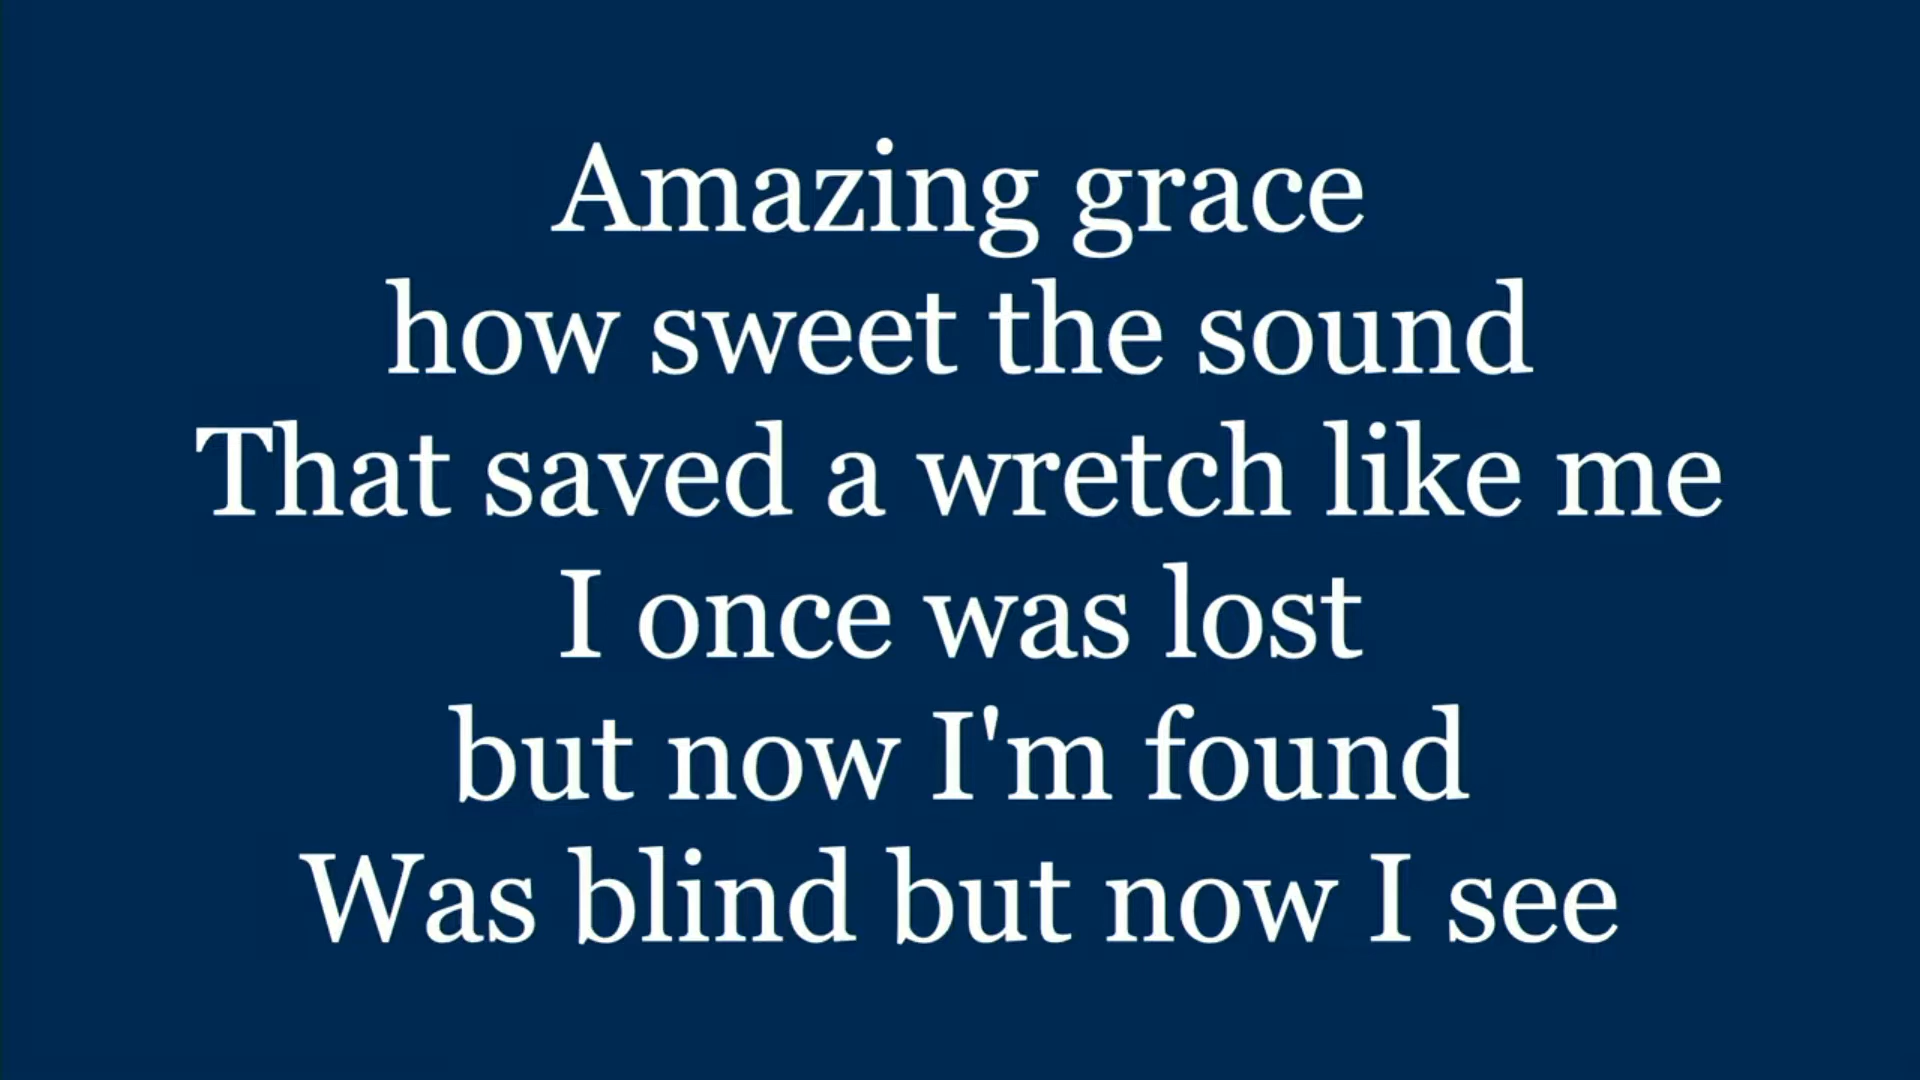 Amazing grace
how sweet the sound
That saved a wretch like me
I once was lost
but now I'm found
Was blind but now I see